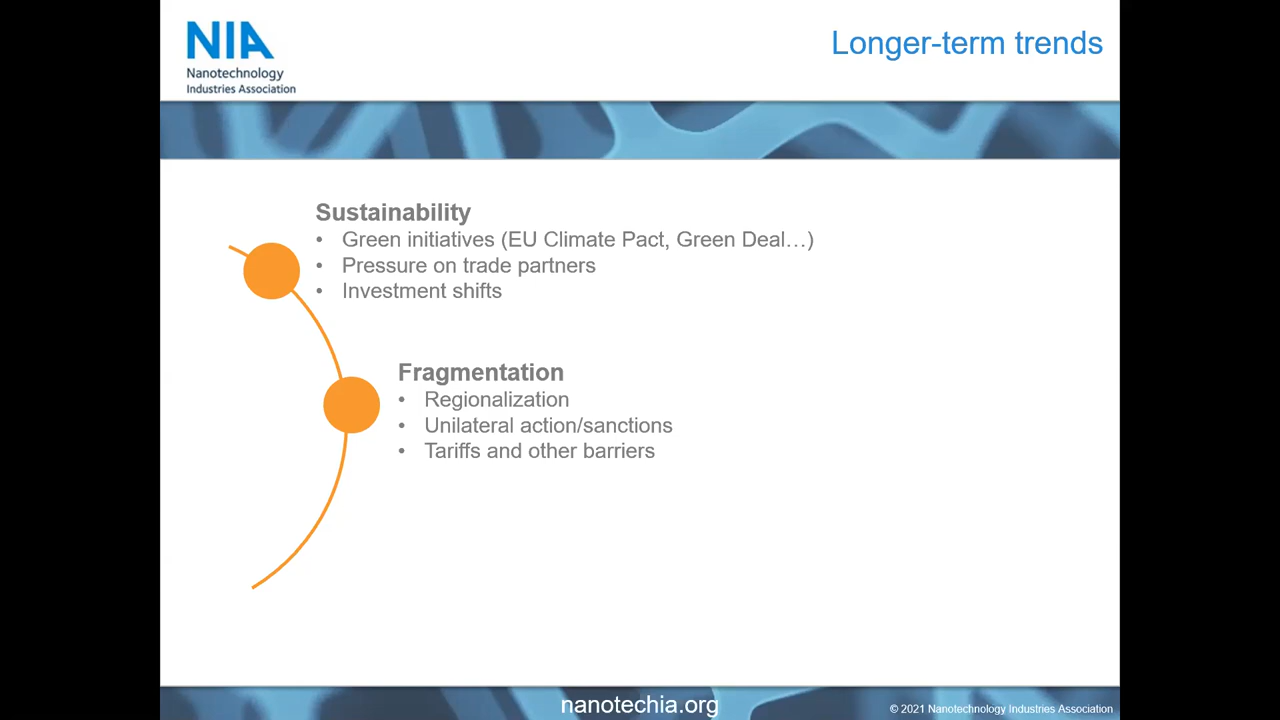 NIA
Nanotechnology
Industries Association
Longer-term trends
Sustainability
• Green initiatives (EU Climate Pact, Green Deal…)
• Pressure on trade partners
• Investment shifts
Fragmentation
• Regionalization
• Unilateral action/sanctions
• Tariffs and other barriers
nanotechia.org
© 2021 Nanotechnology Industries Association